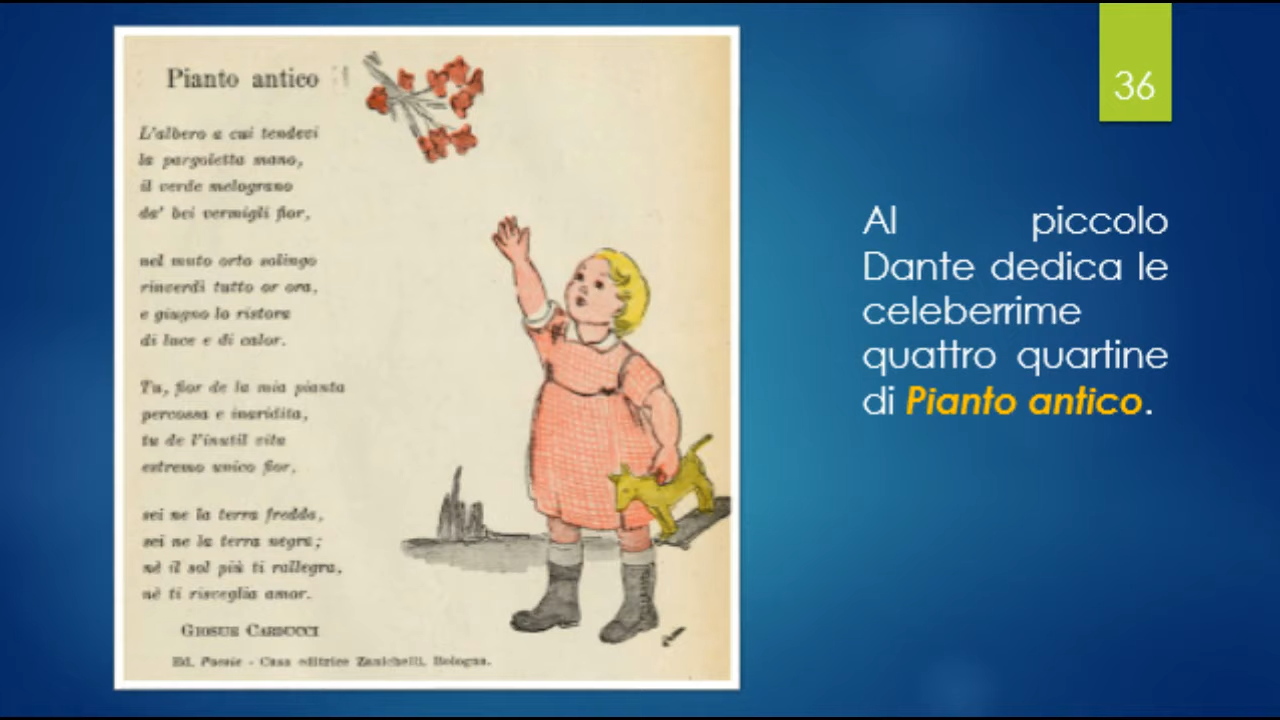 Pianto antico
L'albero a cui tendevi
la pargoletta mano,
il verde melograno
da' bei vermigli fior,
nel muto orto solingo
rinverdì tutto or ora,
e giugno lo ristora
di luce e di calor.
Tu, fior de la mia pianta
percossa e inaridita,
tu de l'inutil vita
estremo unico fior,
sei ne la terra fredda,
sei ne la terra negra;
nè il sol più ti rallegra,
nè ti risveglia amor.
GIOSUE CARDUCCI
Ed. Poesie - Casa editrice Zanichelli, Bologna.
36
Al piccolo
Dante dedica le
celeberrime
quattro quartine
di Pianto antico.